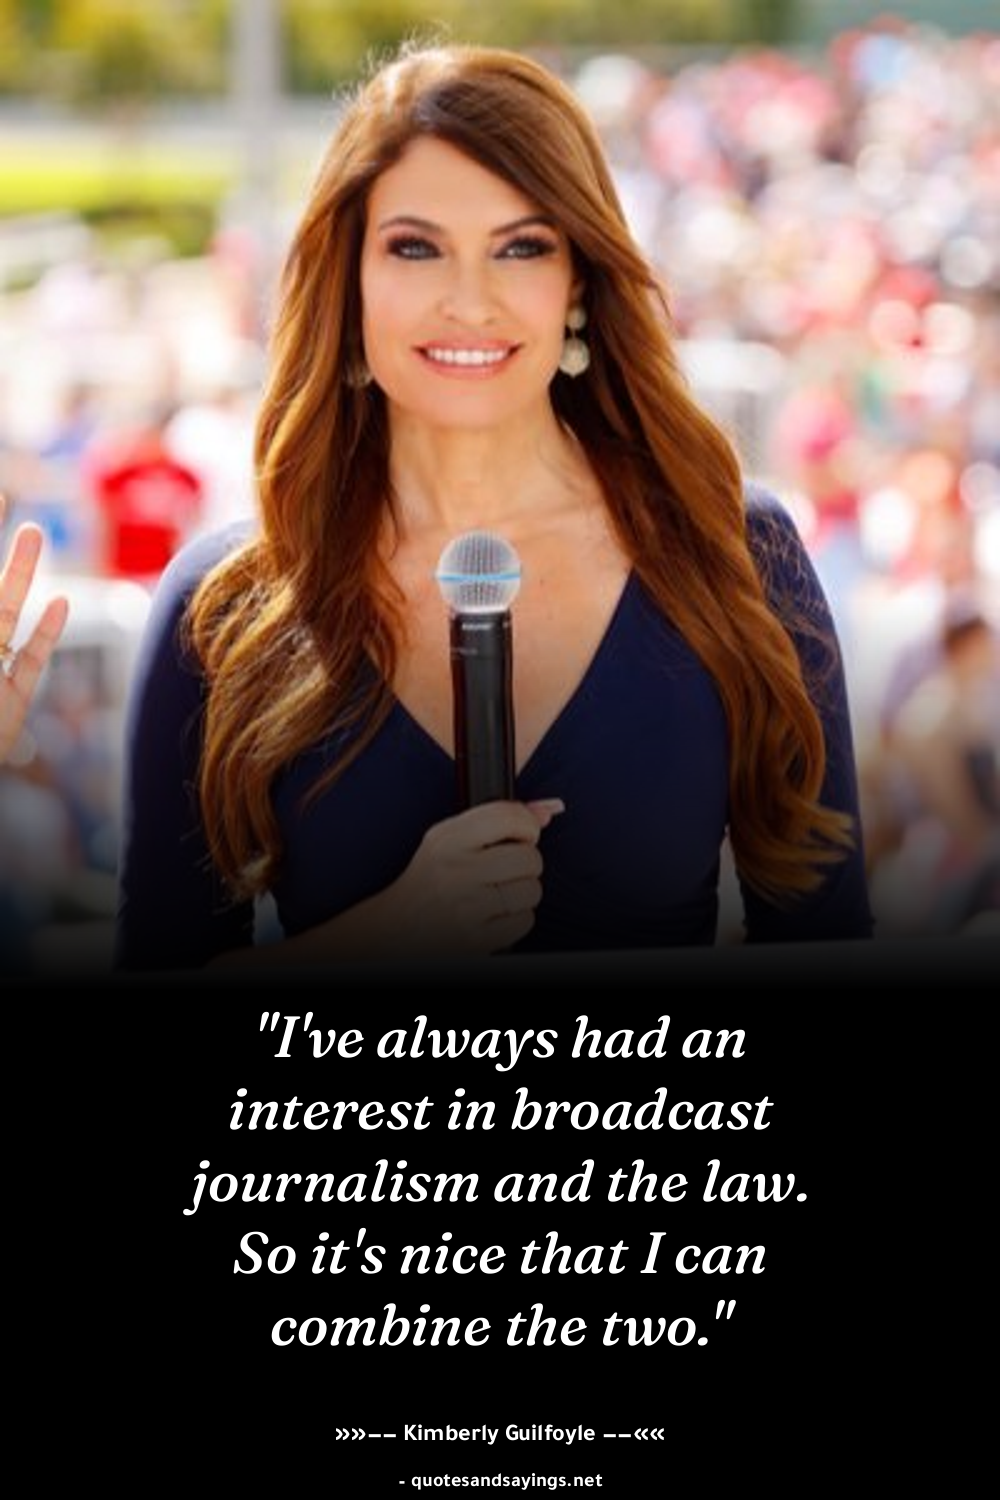 "I've always had an
interest in broadcast
journalism and the law.
So it's nice that I can
combine the two."
»»—— Kimberly Guilfoyle ——««
- quotesandsayings.net